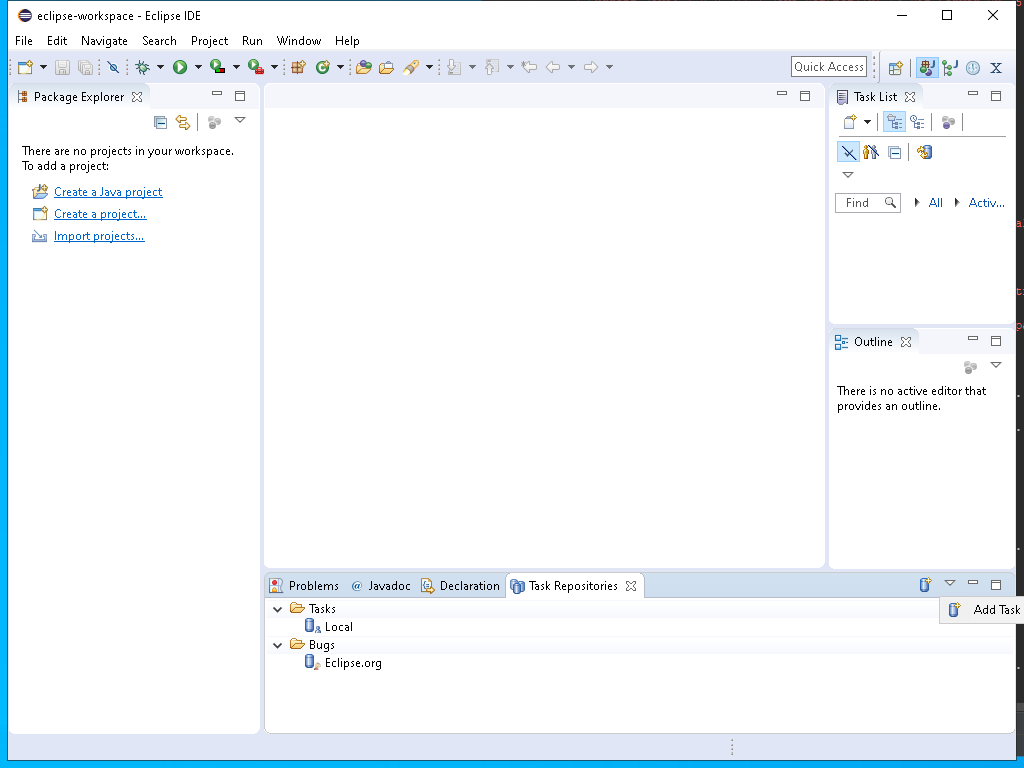 eclipse-workspace - Eclipse IDE
File Edit Navigate Search Project Run Window Help
Quick Access
Package Explorer
There are no projects in your workspace.
To add a project:
Create a Java project
Create a project...
Import projects...
Task List
Find All Activ...
Outline
There is no active editor that
provides an outline.
Problems @ Javadoc Declaration Task Repositories
Add Task
Tasks
Local
Bugs
Eclipse.org